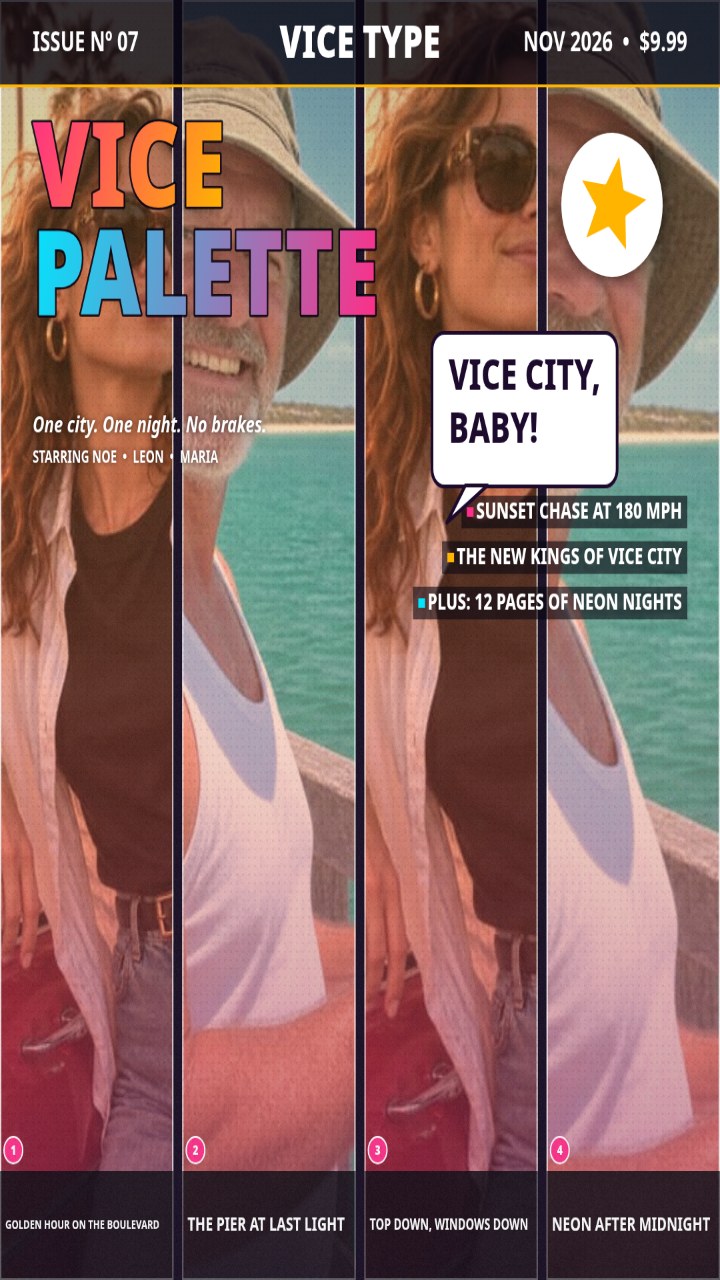 ISSUE Nº 07
VICE TYPE
NOV 2026 • $9.99
VICE
PALETTE
VICE CITY,
BABY!
One city. One night. No brakes.
STARRING NOE • LEON • MARIA
SUNSET CHASE AT 180 MPH
THE NEW KINGS OF VICE CITY
PLUS: 12 PAGES OF NEON NIGHTS
1
2
3
4
GOLDEN HOUR ON THE BOULEVARD
THE PIER AT LAST LIGHT
TOP DOWN, WINDOWS DOWN
NEON AFTER MIDNIGHT